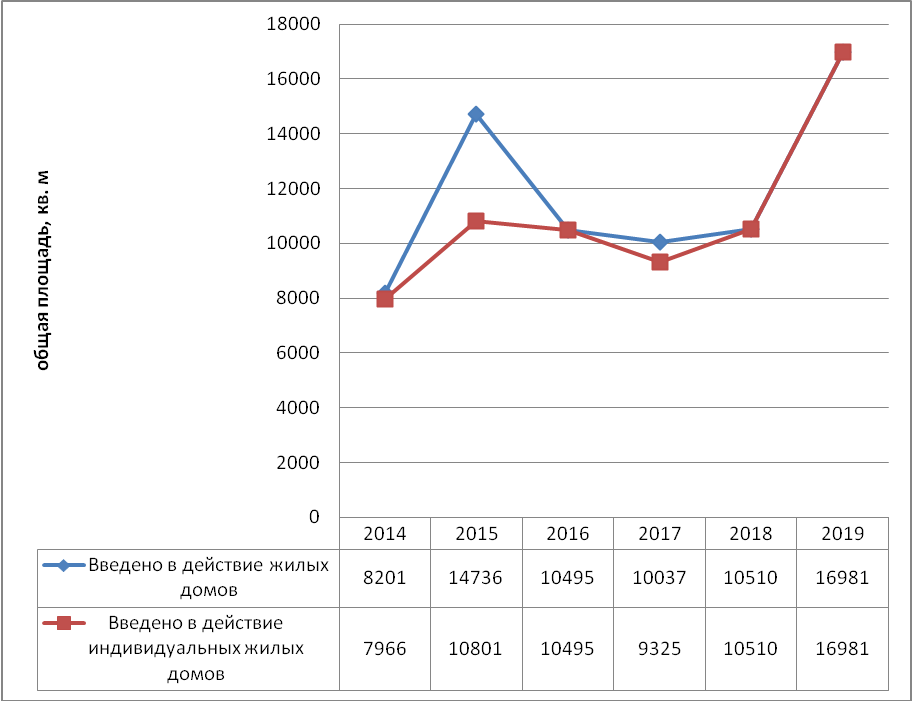 18000
16000
14000
12000
10000
8000
6000
4000
2000
0
общая площадь, кв. м
2014 2015 2016 2017 2018 2019
Введено в действие жилых
домов
8201 14736 10495 10037 10510 16981
Введено в действие
индивидуальных жилых
домов
7966 10801 10495 9325 10510 16981